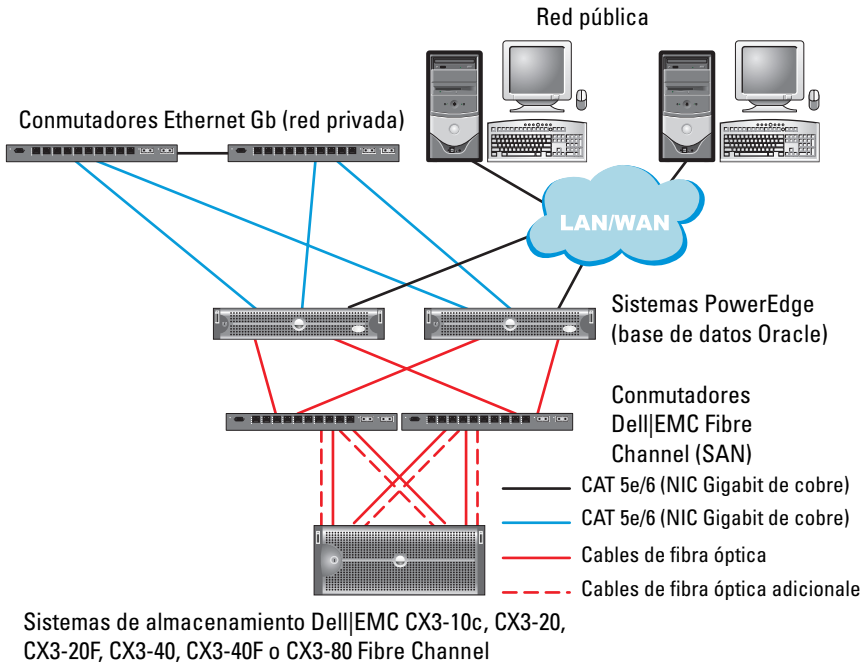 Red pública
Conmutadores Ethernet Gb (red privada)
LAN/WAN
Sistemas PowerEdge
(base de datos Oracle)
Conmutadores
Dell|EMC Fibre
Channel (SAN)
CAT 5e/6 (NIC Gigabit de cobre)
CAT 5e/6 (NIC Gigabit de cobre)
Cables de fibra óptica
Cables de fibra óptica adicionale
Sistemas de almacenamiento Dell|EMC CX3-10c, CX3-20,
CX3-20F, CX3-40, CX3-40F o CX3-80 Fibre Channel